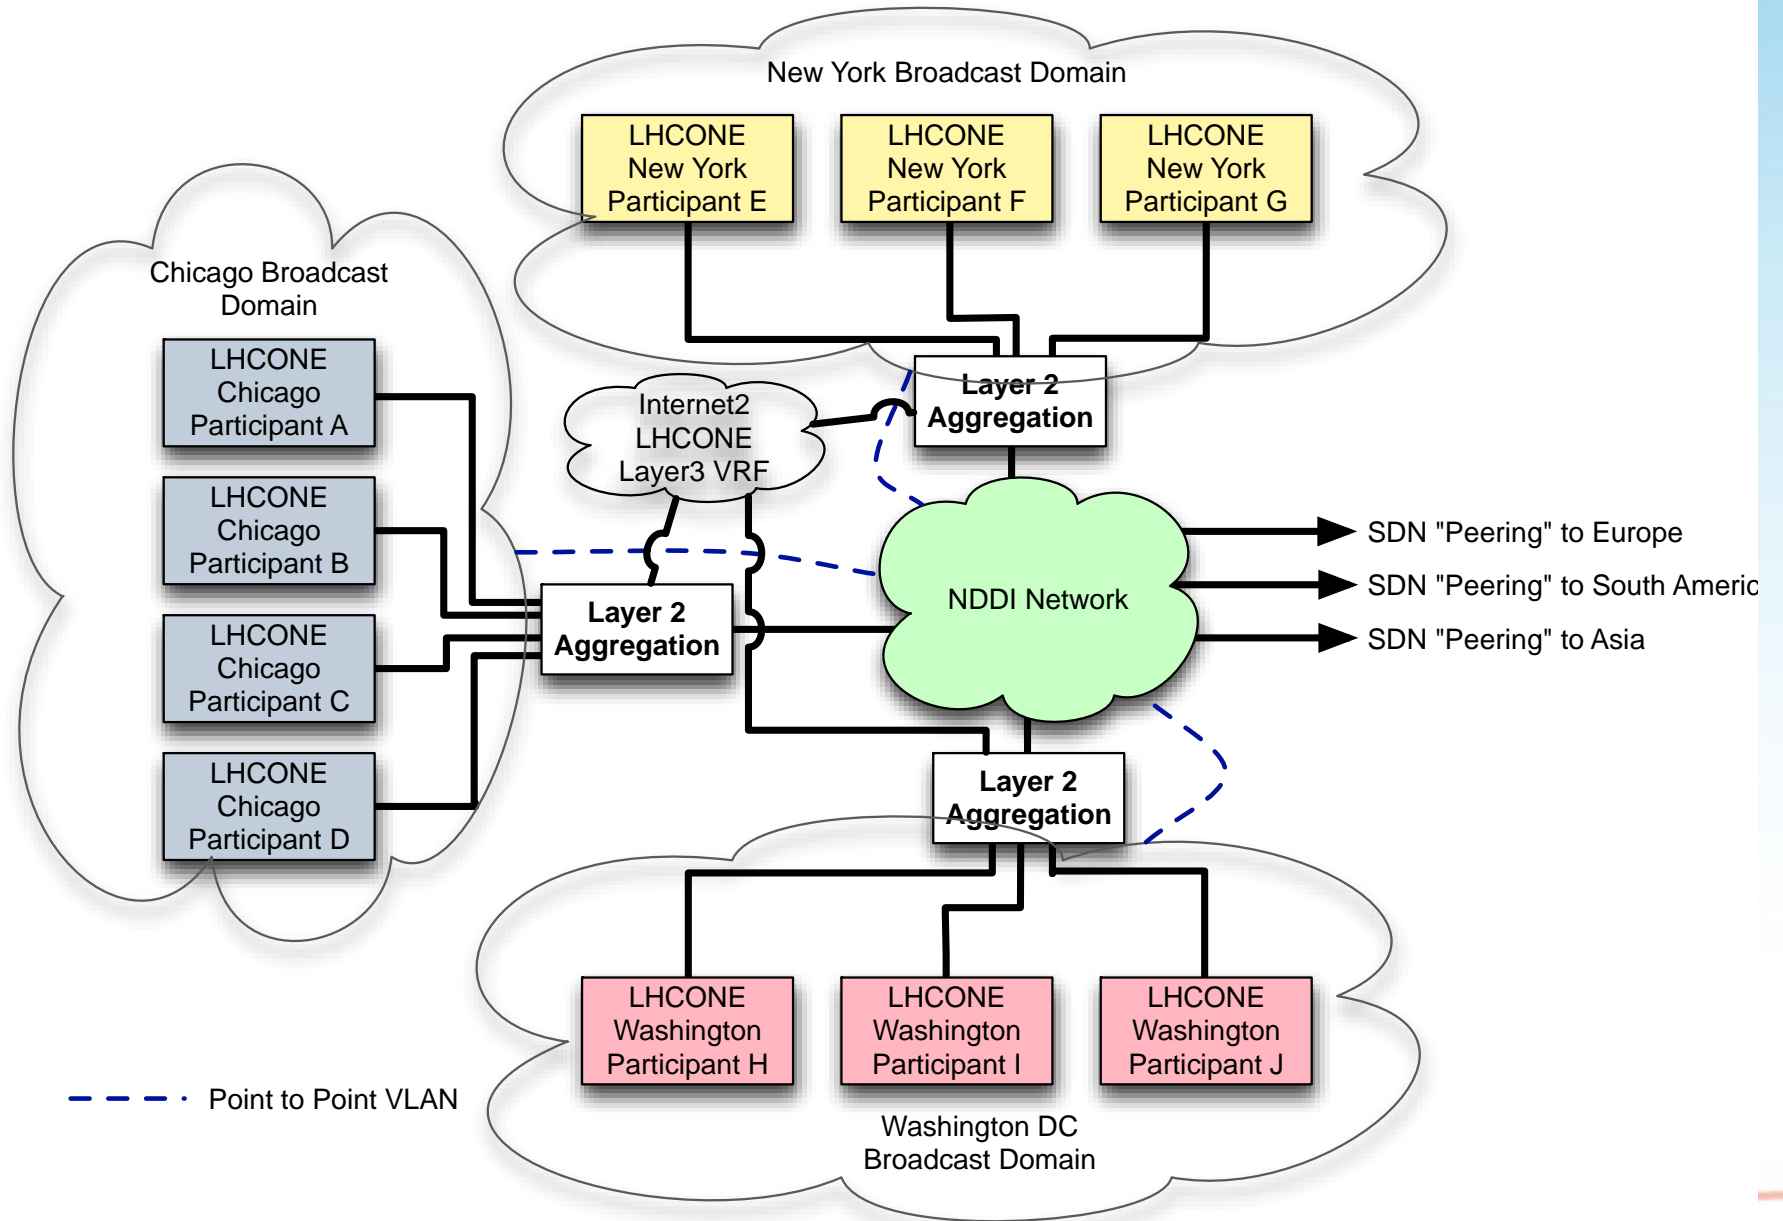 New York Broadcast Domain
LHCONE
New York
Participant E
LHCONE
New York
Participant F
LHCONE
New York
Participant G
Chicago Broadcast
Domain
LHCONE
Chicago
Participant A
LHCONE
Chicago
Participant B
LHCONE
Chicago
Participant C
LHCONE
Chicago
Participant D
Internet2
LHCONE
Layer3 VRF
Layer 2
Aggregation
Layer 2
Aggregation
NDDI Network
SDN "Peering" to Europe
SDN "Peering" to South Americ
SDN "Peering" to Asia
Layer 2
Aggregation
LHCONE
Washington
Participant H
LHCONE
Washington
Participant I
LHCONE
Washington
Participant J
Washington DC
Broadcast Domain
Point to Point VLAN